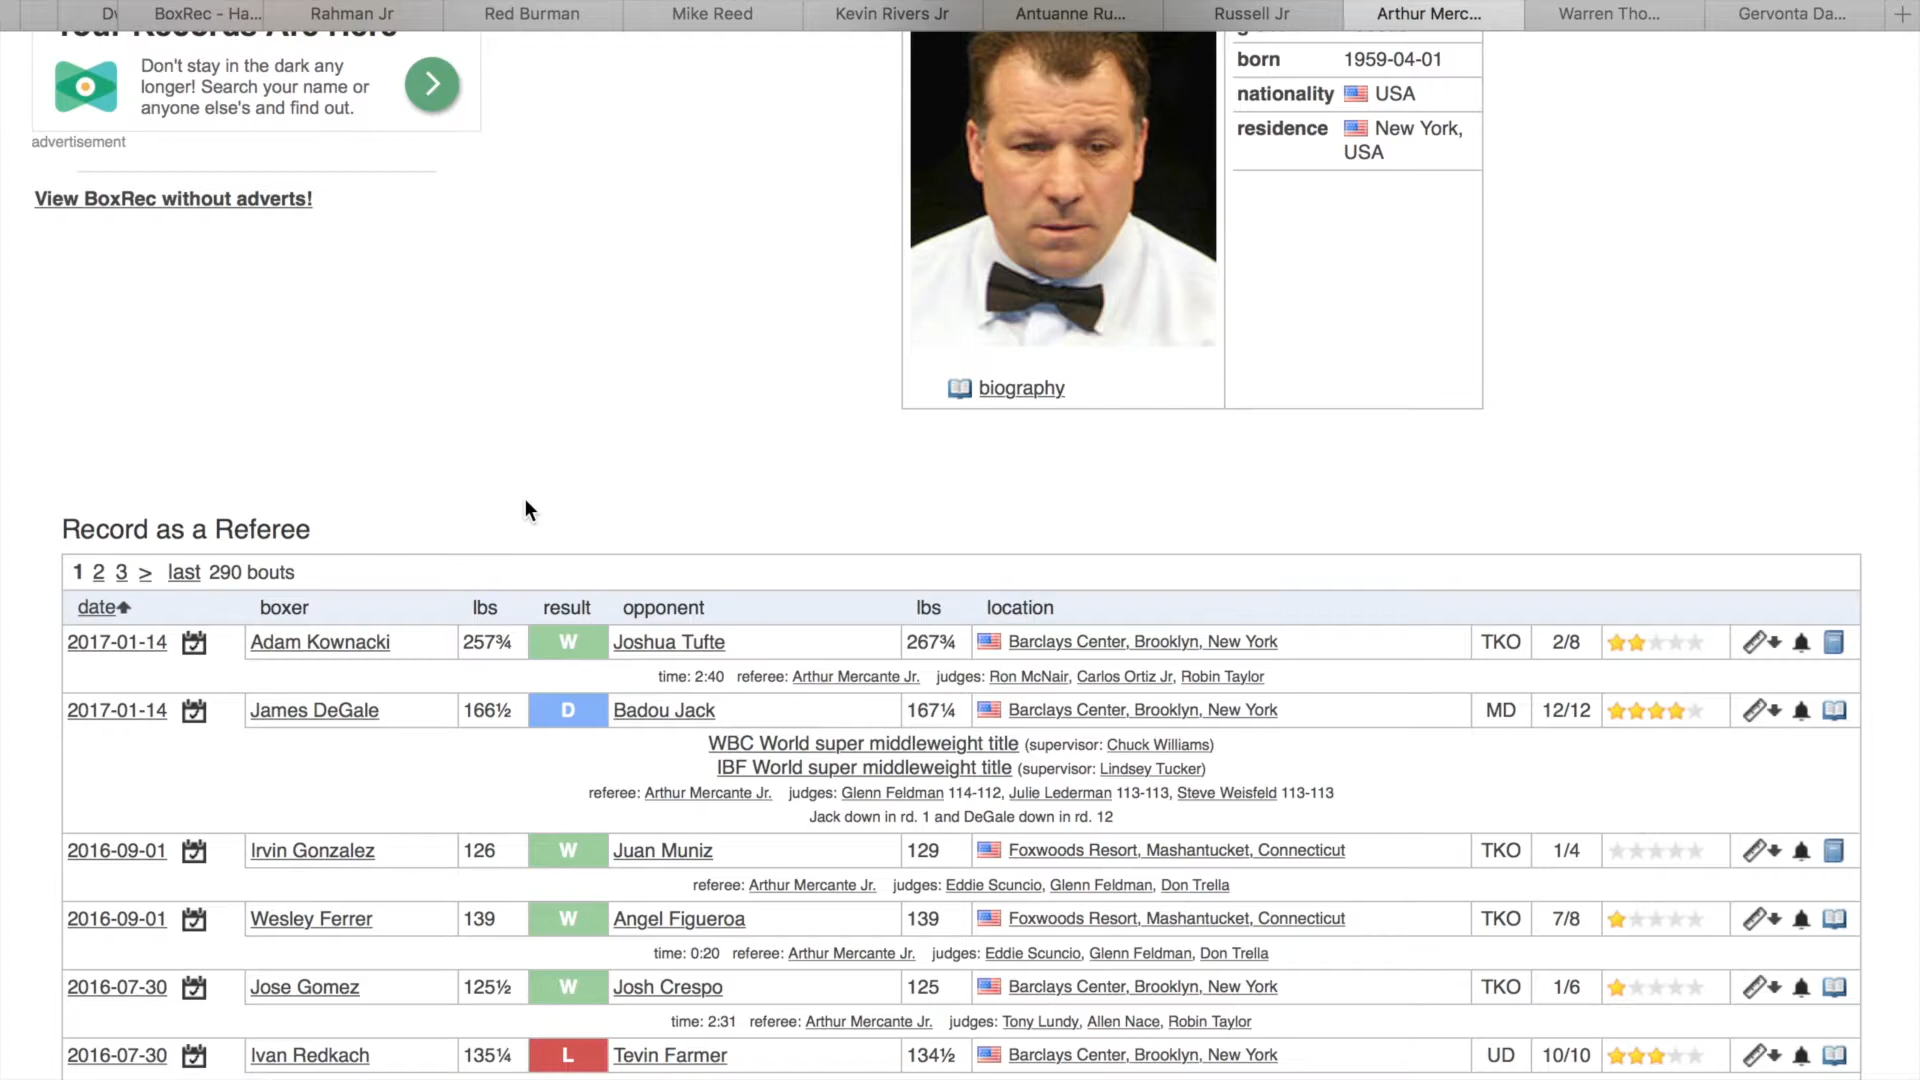 BoxRec - Ha... Rahman Jr Red Burman Mike Reed Kevin Rivers Jr Antuanne Ru... Russell Jr Arthur Merc... Warren Tho... Gervonta Da...
Don't stay in the dark any
longer! Search your name or
anyone else's and find out.
advertisement
View BoxRec without adverts!
born 1959-04-01
nationality USA
residence New York,
USA
biography
Record as a Referee
1 2 3 > last 290 bouts
date boxer lbs result opponent lbs location
2017-01-14 Adam Kownacki 257¾ W Joshua Tufte 267¾ Barclays Center, Brooklyn, New York TKO 2/8
time: 2:40 referee: Arthur Mercante Jr. judges: Ron McNair, Carlos Ortiz Jr, Robin Taylor
2017-01-14 James DeGale 166½ D Badou Jack 167¼ Barclays Center, Brooklyn, New York MD 12/12
WBC World super middleweight title (supervisor: Chuck Williams)
IBF World super middleweight title (supervisor: Lindsey Tucker)
referee: Arthur Mercante Jr. judges: Glenn Feldman 114-112, Julie Lederman 113-113, Steve Weisfeld 113-113
Jack down in rd. 1 and DeGale down in rd. 12
2016-09-01 Irvin Gonzalez 126 W Juan Muniz 129 Foxwoods Resort, Mashantucket, Connecticut TKO 1/4
referee: Arthur Mercante Jr. judges: Eddie Scuncio, Glenn Feldman, Don Trella
2016-09-01 Wesley Ferrer 139 W Angel Figueroa 139 Foxwoods Resort, Mashantucket, Connecticut TKO 7/8
time: 0:20 referee: Arthur Mercante Jr. judges: Eddie Scuncio, Glenn Feldman, Don Trella
2016-07-30 Jose Gomez 125½ W Josh Crespo 125 Barclays Center, Brooklyn, New York TKO 1/6
time: 2:31 referee: Arthur Mercante Jr. judges: Tony Lundy, Allen Nace, Robin Taylor
2016-07-30 Ivan Redkach 135¼ L Tevin Farmer 134½ Barclays Center, Brooklyn, New York UD 10/10